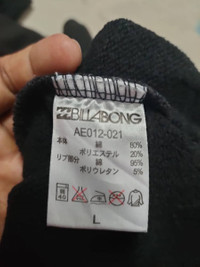 BILLABONG
AE012-021
本体 綿 80%
ポリエステル 20%
リブ部分 綿 95%
ポリウレタン 5%
L